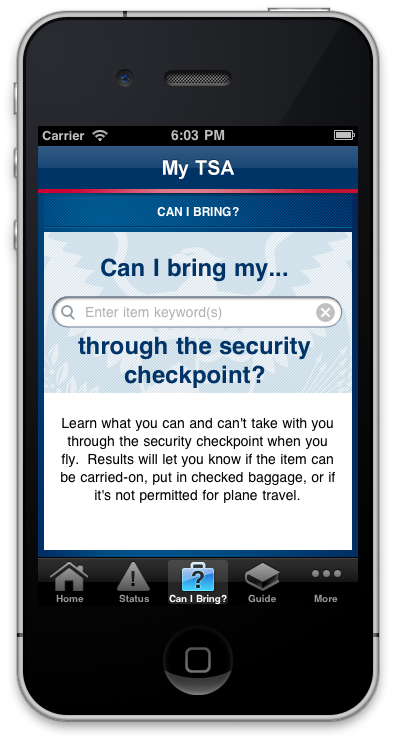 Carrier 6:03 PM
My TSA
CAN I BRING?
Can I bring my...
Enter item keyword(s)
through the security
checkpoint?
Learn what you can and can't take with you
through the security checkpoint when you
fly.  Results will let you know if the item can
be carried-on, put in checked baggage, or if
it's not permitted for plane travel.
Home Status Can I Bring? Guide More